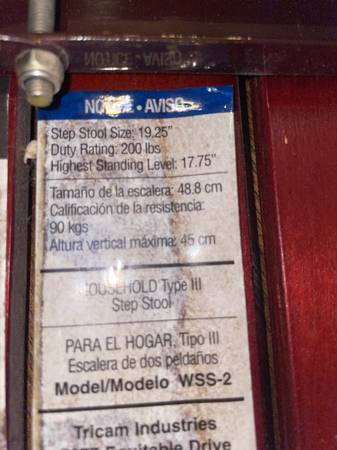 NOTICE • AVISO
Step Stool Size: 19.25"
Duty Rating: 200 lbs
Highest Standing Level: 17.75"
Tamaño de la escalera: 48.8 cm
Calificación de la resistencia:
90 kgs
Altura vertical máxima: 45 cm
HOUSEHOLD Type III
Step Stool
PARA EL HOGAR, Tipo III
Escalera de dos peldaños
Model/Modelo WSS-2
Tricam Industries
Equitable Drive